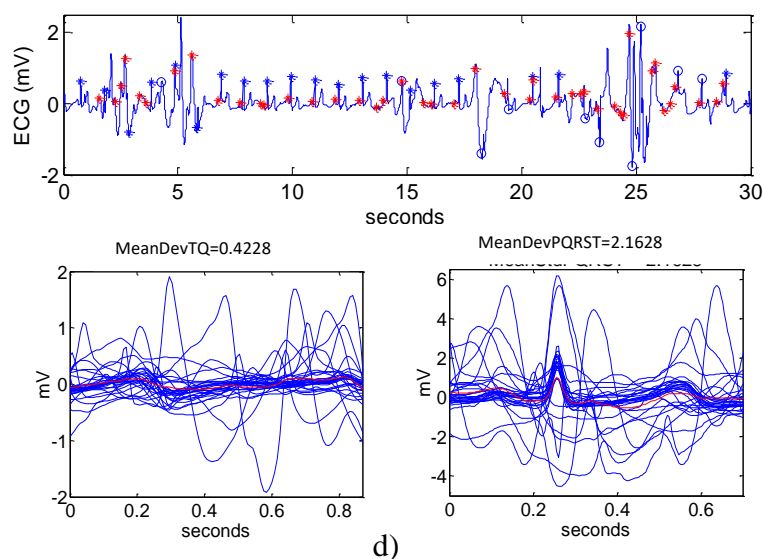 2
0
-2
ECG (mV)
0 5 10 15 20 25 30
seconds
MeanDevTQ=0.4228
2
1
0
-1
-2
mV
0 0.2 0.4 0.6 0.8
seconds
MeanDevPQRST=2.1628
6
4
2
0
-2
-4
mV
0 0.2 0.4 0.6
seconds
d)